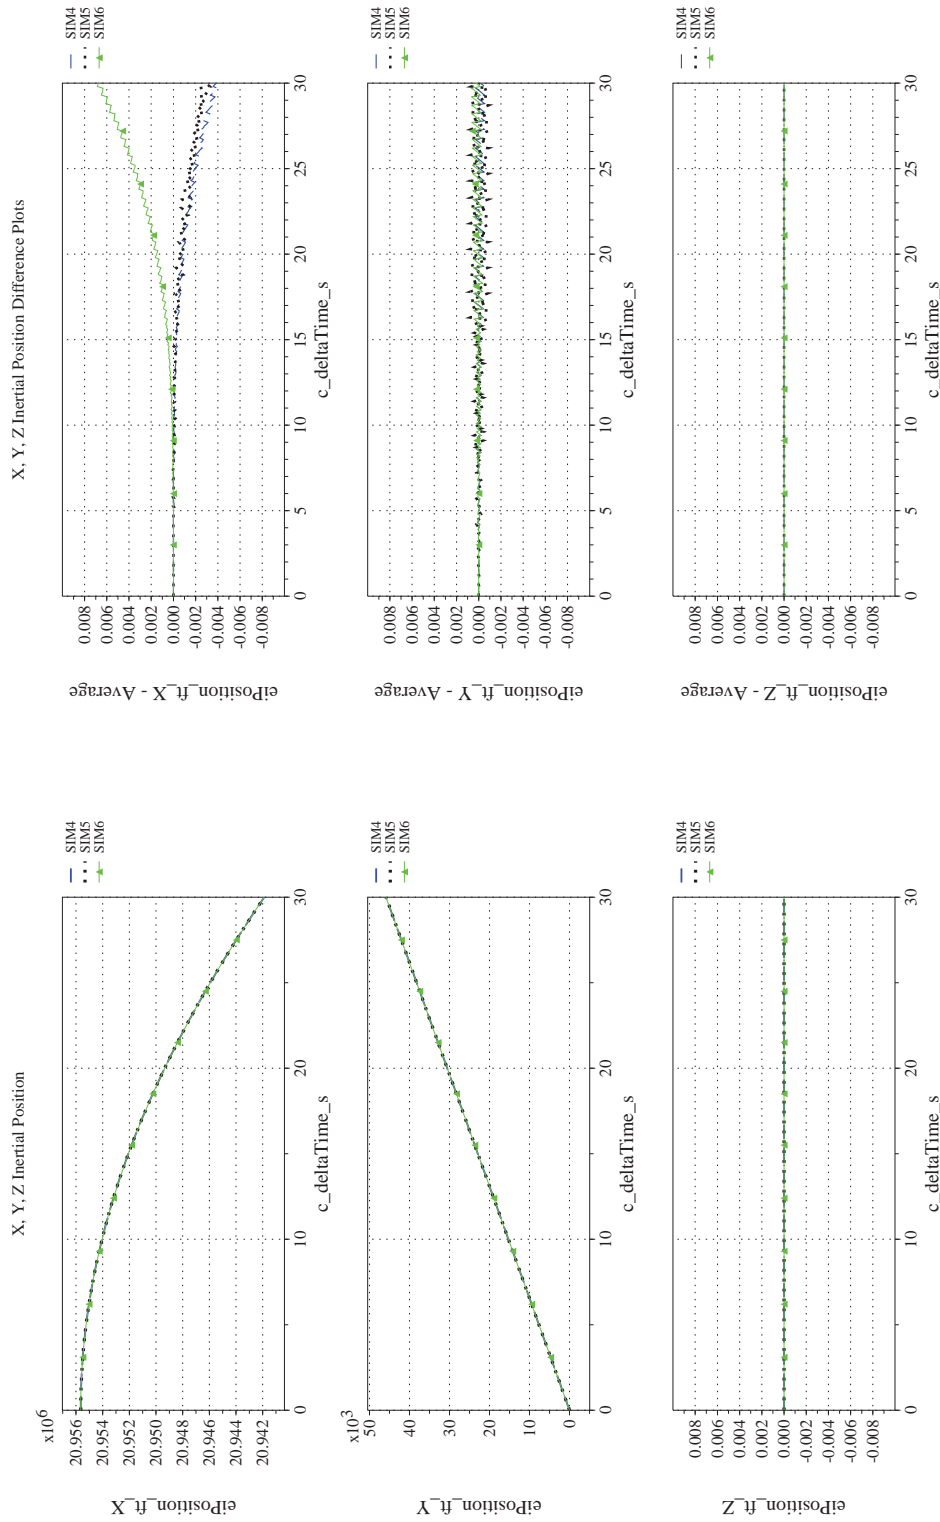 X, Y, Z Inertial Position
x10⁶
20.956
20.954
20.952
20.950
20.948
20.946
20.944
20.942
eiPosition_ft_X
0
10
20
30
c_deltaTime_s
SIM4
SIM5
SIM6
x10³
50
40
30
20
10
0
eiPosition_ft_Y
0
10
20
30
c_deltaTime_s
SIM4
SIM5
SIM6
0.008
0.006
0.004
0.002
0.000
-0.002
-0.004
-0.006
-0.008
eiPosition_ft_Z
0
10
20
30
c_deltaTime_s
SIM4
SIM5
SIM6
X, Y, Z Inertial Position Difference Plots
0.008
0.006
0.004
0.002
0.000
-0.002
-0.004
-0.006
-0.008
eiPosition_ft_X - Average
0
5
10
15
20
25
30
c_deltaTime_s
SIM4
SIM5
SIM6
0.008
0.006
0.004
0.002
0.000
-0.002
-0.004
-0.006
-0.008
eiPosition_ft_Y - Average
0
5
10
15
20
25
30
c_deltaTime_s
SIM4
SIM5
SIM6
0.008
0.006
0.004
0.002
0.000
-0.002
-0.004
-0.006
-0.008
eiPosition_ft_Z - Average
0
5
10
15
20
25
30
c_deltaTime_s
SIM4
SIM5
SIM6